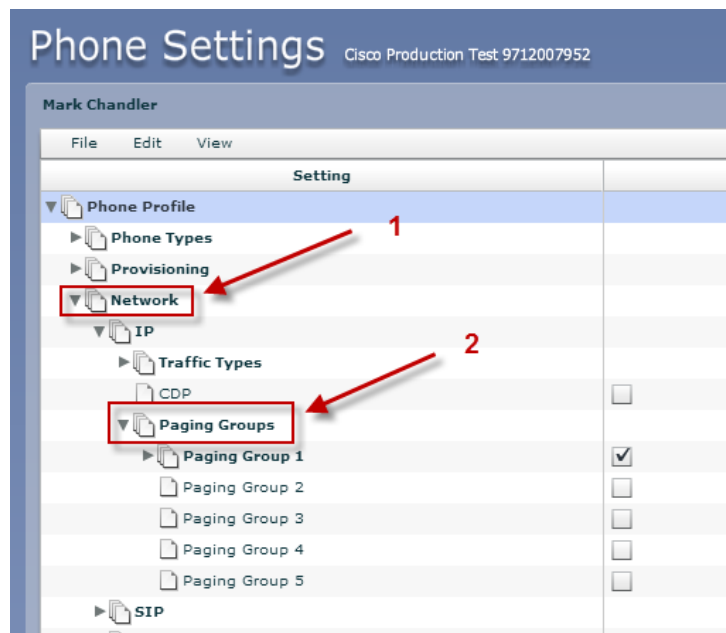 Phone Settings Cisco Production Test 9712007952
Mark Chandler
File Edit View
Setting
Phone Profile
Phone Types
1
Provisioning
Network
IP
2
Traffic Types
CDP
Paging Groups
Paging Group 1
Paging Group 2
Paging Group 3
Paging Group 4
Paging Group 5
SIP